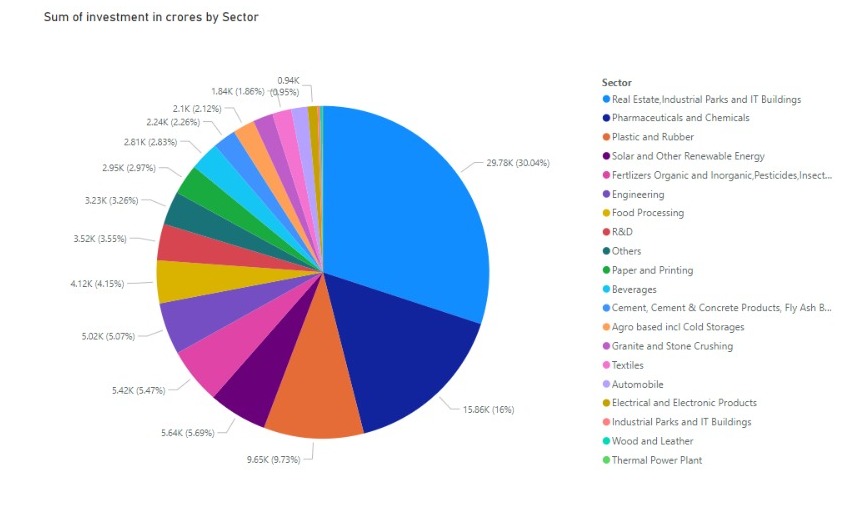 Sum of investment in crores by Sector
0.94K
(0.95%)
1.84K (1.86%)
2.1K (2.12%)
2.24K (2.26%)
2.81K (2.83%)
2.95K (2.97%)
3.23K (3.26%)
3.52K (3.55%)
4.12K (4.15%)
5.02K (5.07%)
5.42K (5.47%)
5.64K (5.69%)
9.65K (9.73%)
15.86K (16%)
29.78K (30.04%)
Sector
Real Estate,Industrial Parks and IT Buildings
Pharmaceuticals and Chemicals
Plastic and Rubber
Solar and Other Renewable Energy
Fertlizers Organic and Inorganic,Pesticides,Insect...
Engineering
Food Processing
R&D
Others
Paper and Printing
Beverages
Cement, Cement & Concrete Products, Fly Ash B...
Agro based incl Cold Storages
Granite and Stone Crushing
Textiles
Automobile
Electrical and Electronic Products
Industrial Parks and IT Buildings
Wood and Leather
Thermal Power Plant